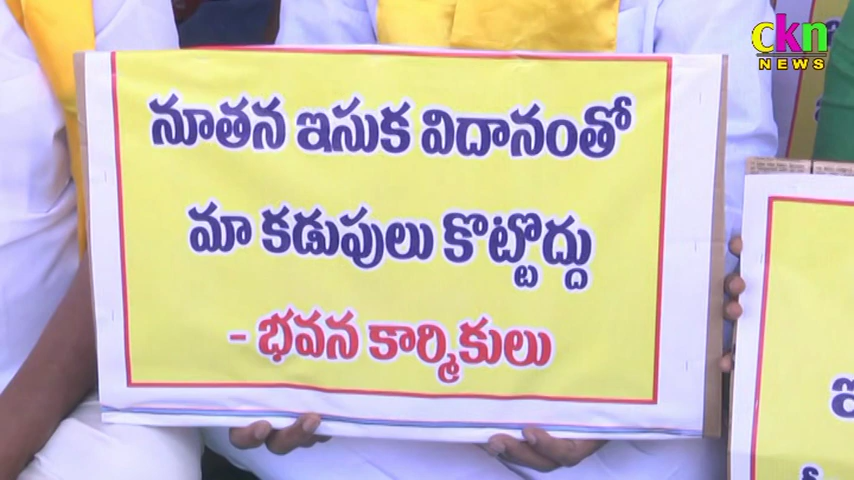 ckn
NEWS
నూతన ఇసుక విదానంతో
మా కడుపులు కొట్టొద్దు
- భవన కార్మికులు